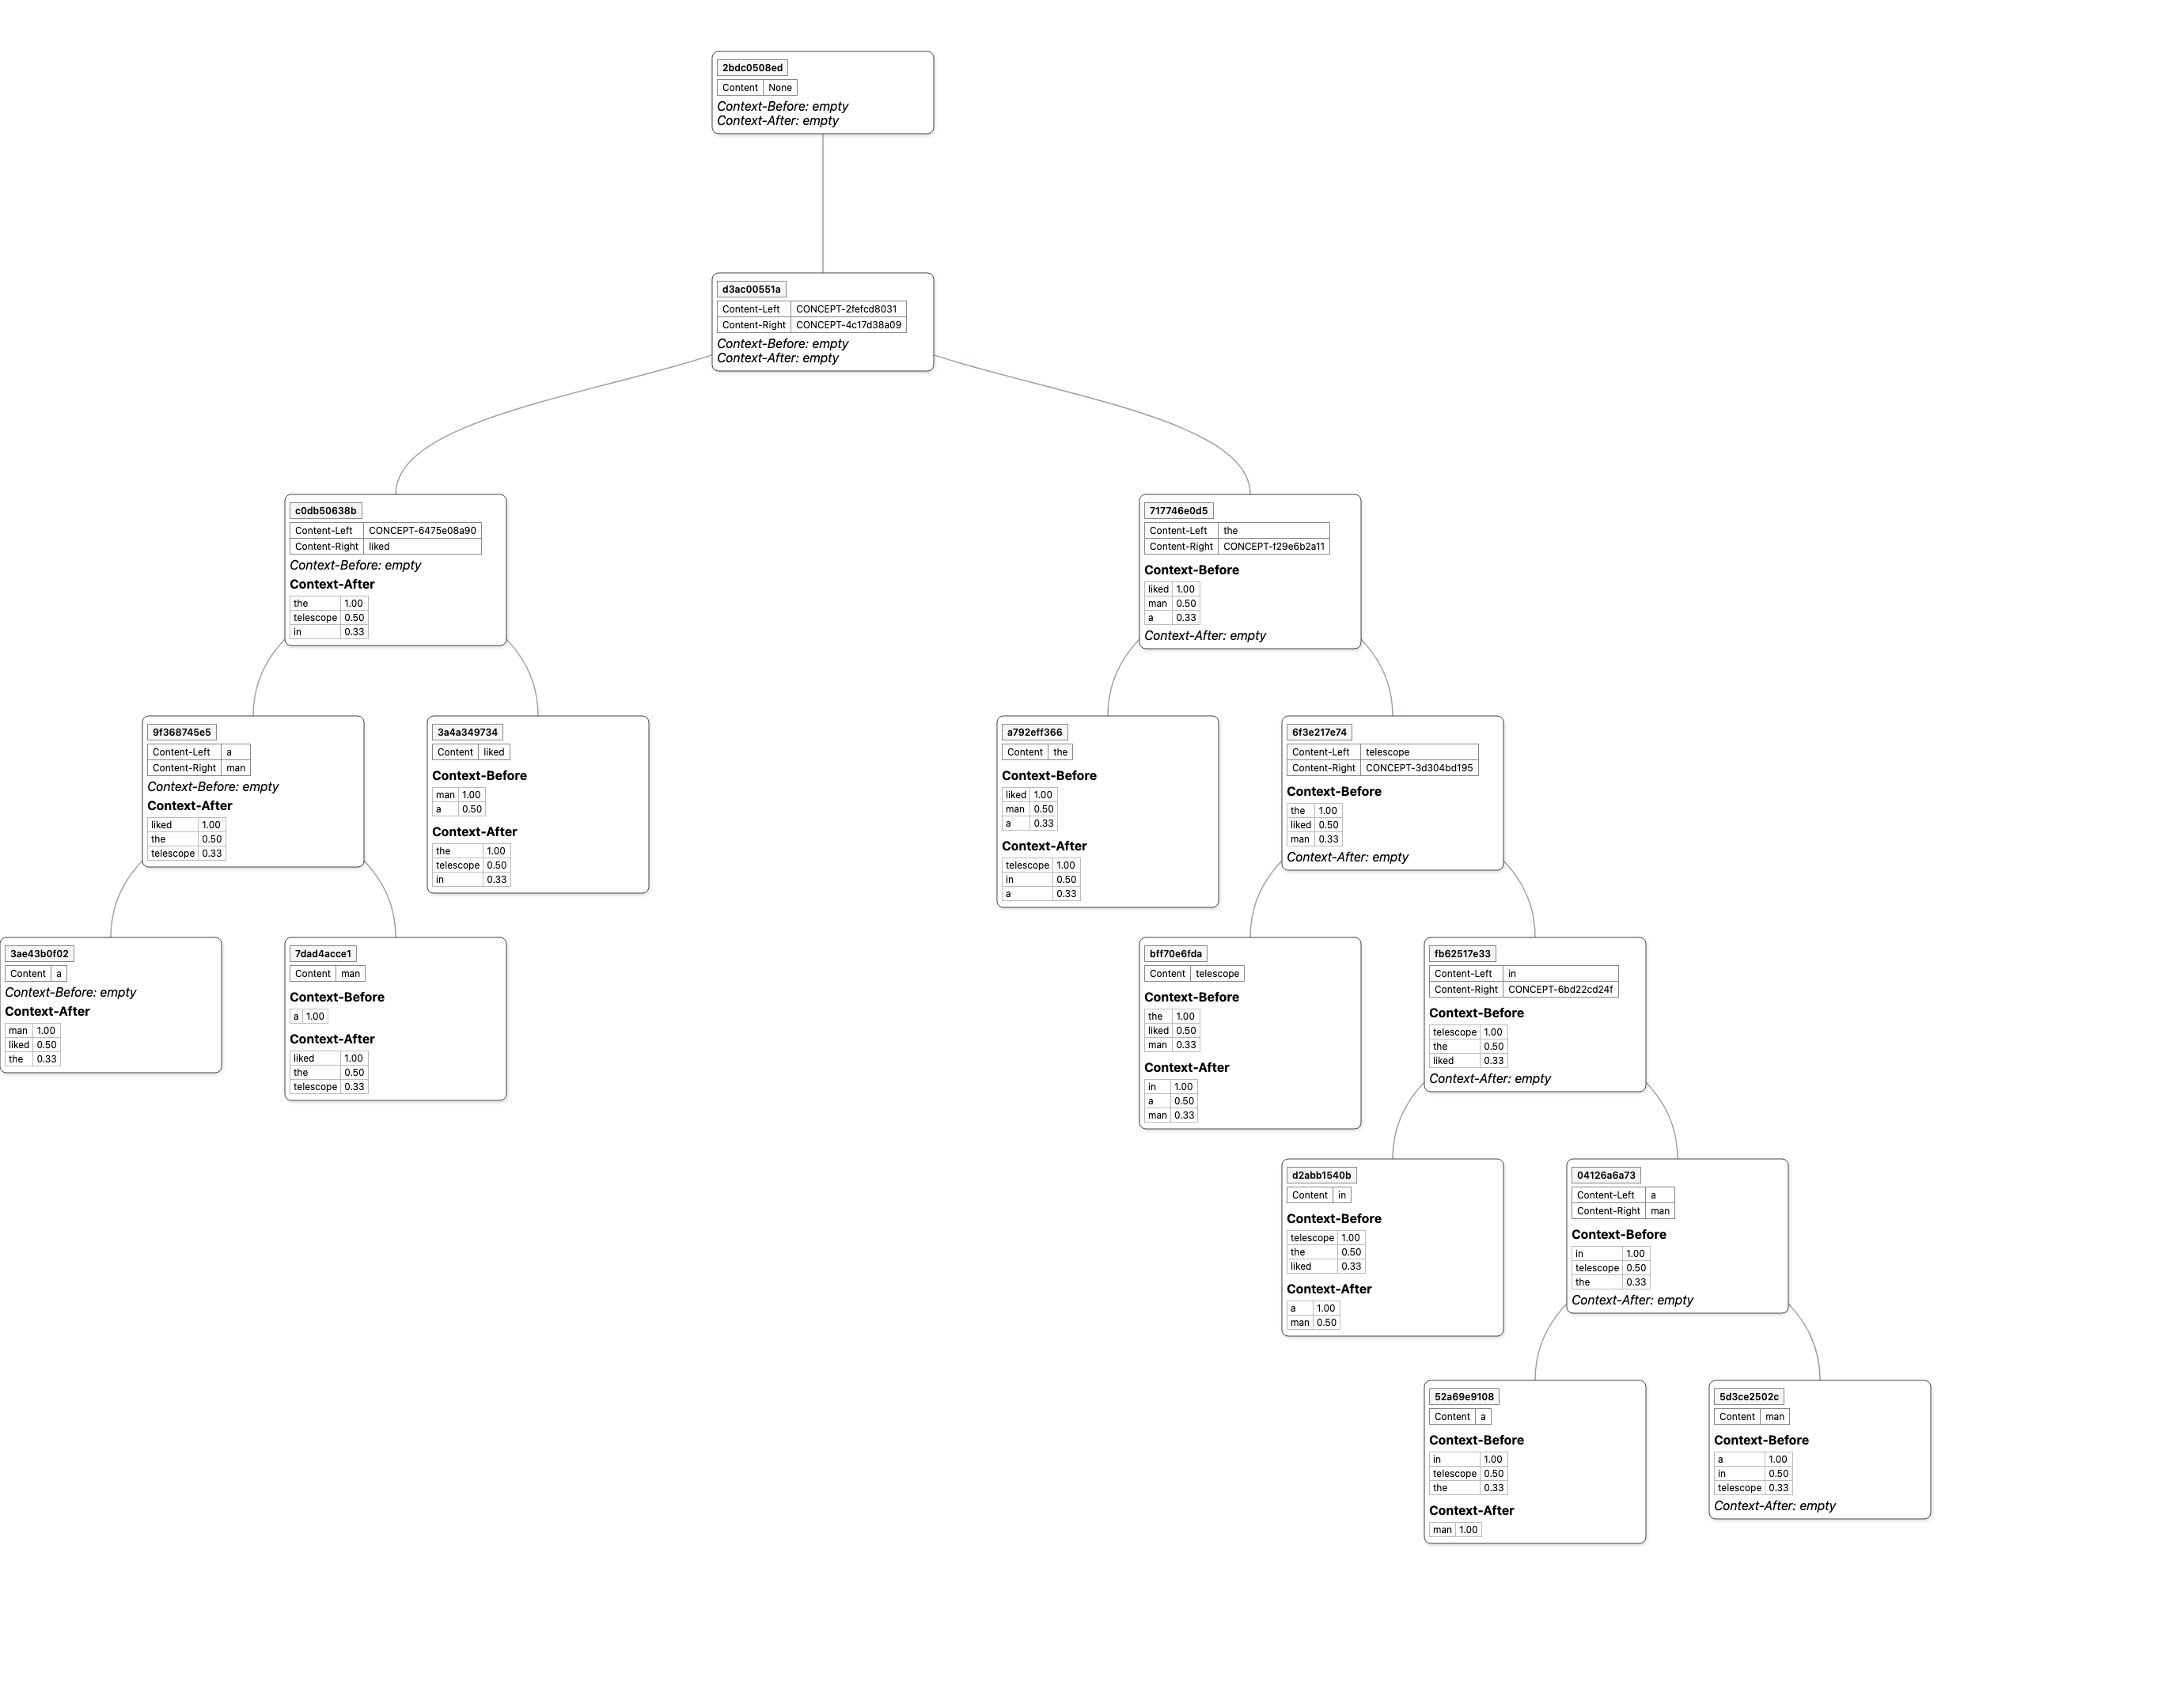 2bdc0508ed
Content None
Context-Before: empty
Context-After: empty
d3ac00551a
Content-Left CONCEPT-2fefcd8031
Content-Right CONCEPT-4c17d38a09
Context-Before: empty
Context-After: empty
c0db50638b
Content-Left CONCEPT-6475e08a90
Content-Right liked
Context-Before: empty
Context-After
the 1.00
telescope 0.50
in 0.33
717746e0d5
Content-Left the
Content-Right CONCEPT-f29e6b2a11
Context-Before
liked 1.00
man 0.50
a 0.33
Context-After: empty
9f368745e5
Content-Left a
Content-Right man
Context-Before: empty
Context-After
liked 1.00
the 0.50
telescope 0.33
3a4a349734
Content liked
Context-Before
man 1.00
a 0.50
Context-After
the 1.00
telescope 0.50
in 0.33
a792eff366
Content the
Context-Before
liked 1.00
man 0.50
a 0.33
Context-After
telescope 1.00
in 0.50
a 0.33
6f3e217e74
Content-Left telescope
Content-Right CONCEPT-3d304bd195
Context-Before
the 1.00
liked 0.50
man 0.33
Context-After: empty
3ae43b0f02
Content a
Context-Before: empty
Context-After
man 1.00
liked 0.50
the 0.33
7dad4acce1
Content man
Context-Before
a 1.00
Context-After
liked 1.00
the 0.50
telescope 0.33
bff70e6fda
Content telescope
Context-Before
the 1.00
liked 0.50
man 0.33
Context-After
in 1.00
a 0.50
man 0.33
fb62517e33
Content-Left in
Content-Right CONCEPT-6bd22cd24f
Context-Before
telescope 1.00
the 0.50
liked 0.33
Context-After: empty
d2abb1540b
Content in
Context-Before
telescope 1.00
the 0.50
liked 0.33
Context-After
a 1.00
man 0.50
04126a6a73
Content-Left a
Content-Right man
Context-Before
in 1.00
telescope 0.50
the 0.33
Context-After: empty
52a69e9108
Content a
Context-Before
in 1.00
telescope 0.50
the 0.33
Context-After
man 1.00
5d3ce2502c
Content man
Context-Before
a 1.00
in 0.50
telescope 0.33
Context-After: empty